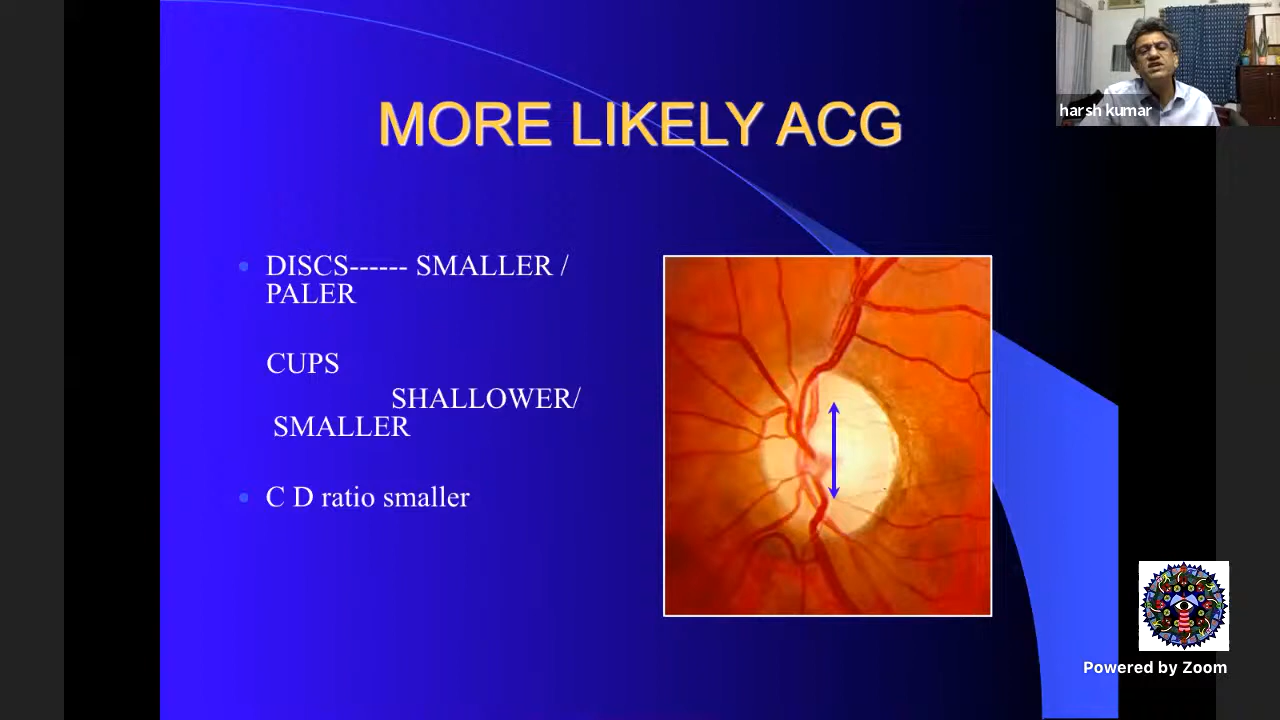 harsh kumar
MORE LIKELY ACG
DISCS------ SMALLER /
PALER
CUPS
SHALLOWER/
SMALLER
C D ratio smaller
Powered by Zoom